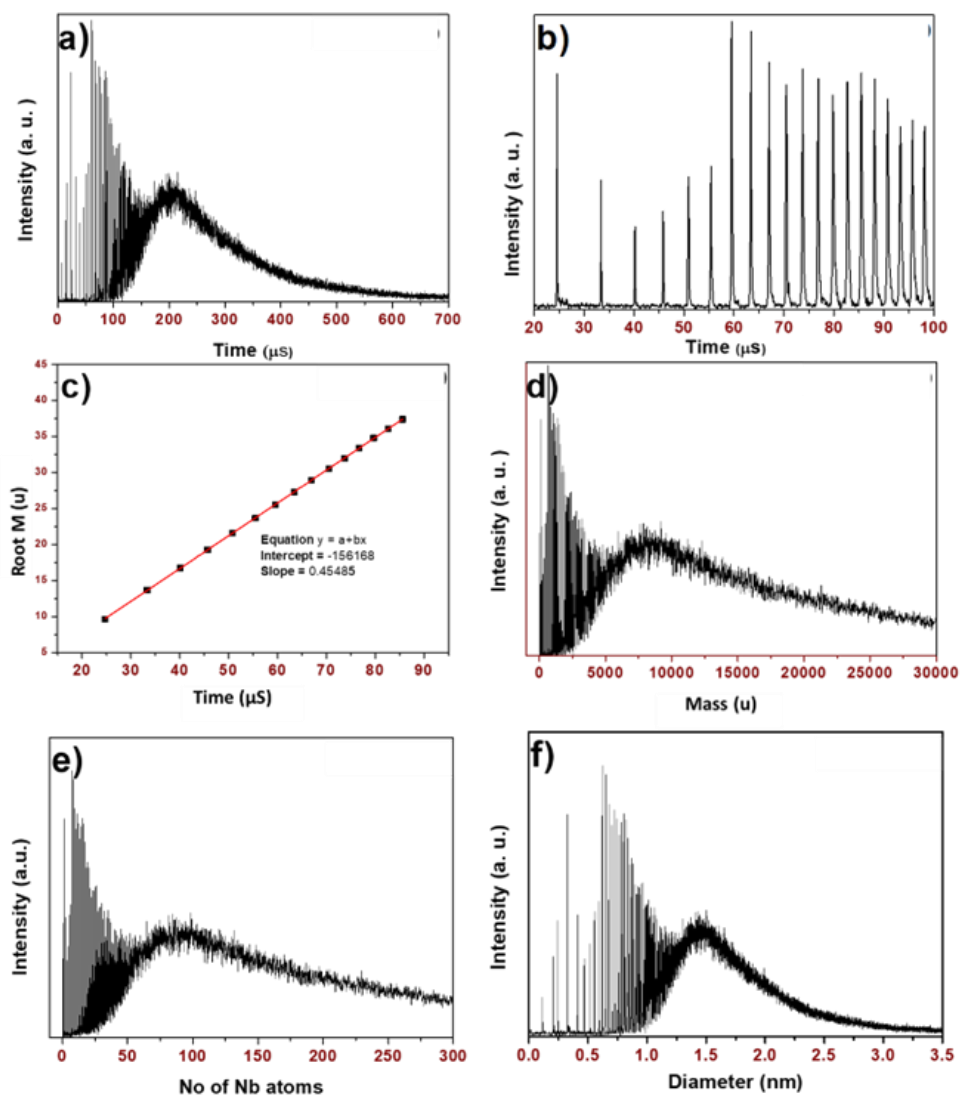 a)
Intensity (a. u. )
0 100 200 300 400 500 600 700
Time (μS)
b)
Intensity (a. u. )
20 30 40 50 60 70 80 90 100
Time (μs)
c)
Root M (u)
45
40
35
30
25
20
15
10
5
Equation y = a+bx
Intercept = -156168
Slope = 0.45485
20 30 40 50 60 70 80 90
Time (μS)
d)
Intensity (a. u.)
0 5000 10000 15000 20000 25000 30000
Mass (u)
e)
Intensity (a.u.)
0 50 100 150 200 250 300
No of Nb atoms
f)
Intensity (a. u.)
0.0 0.5 1.0 1.5 2.0 2.5 3.0 3.5
Diameter (nm)